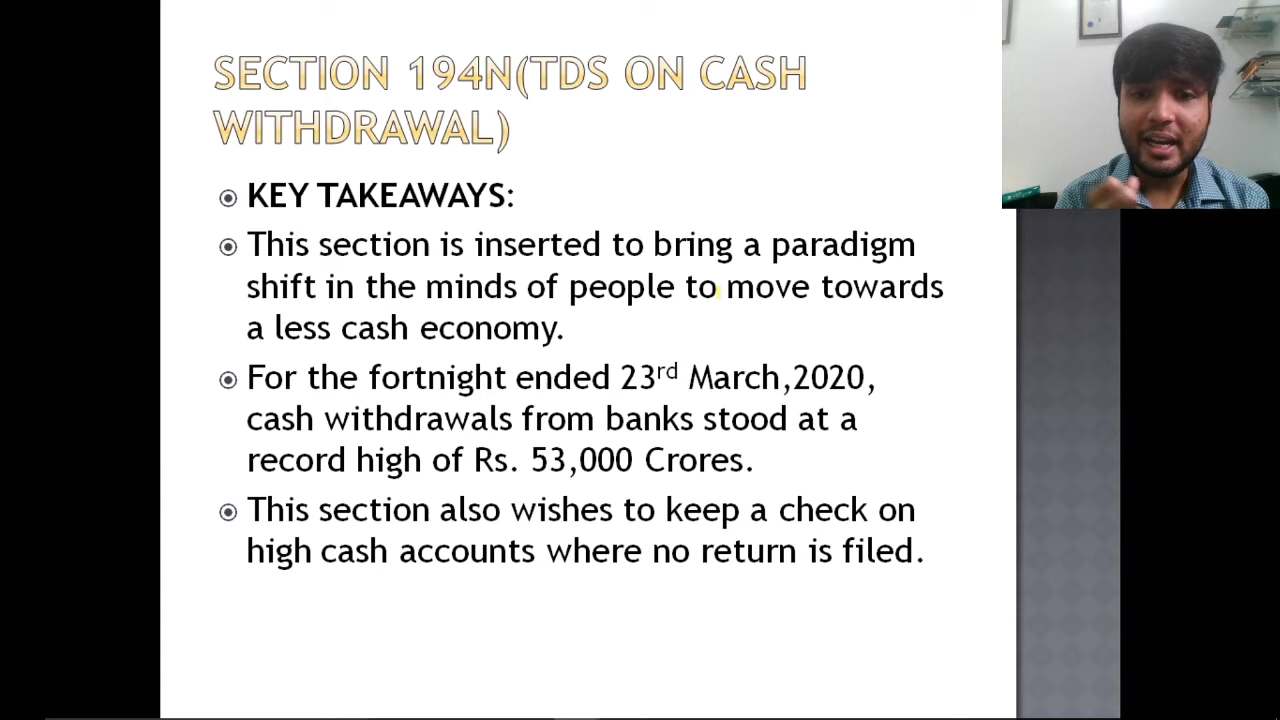 SECTION 194N(TDS ON CASH
WITHDRAWAL)
KEY TAKEAWAYS:
This section is inserted to bring a paradigm
shift in the minds of people to move towards
a less cash economy.
For the fortnight ended 23rd March,2020,
cash withdrawals from banks stood at a
record high of Rs. 53,000 Crores.
This section also wishes to keep a check on
high cash accounts where no return is filed.